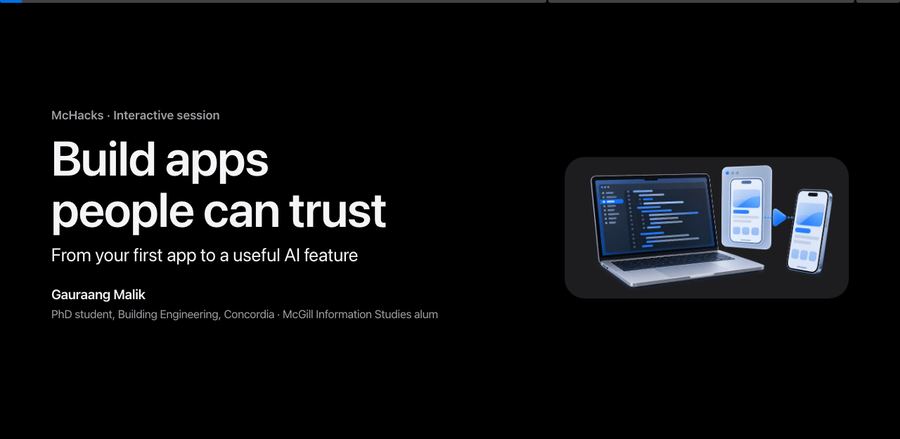 McHacks · Interactive session
Build apps
people can trust
From your first app to a useful AI feature
Gauraang Malik
PhD student, Building Engineering, Concordia · McGill Information Studies alum